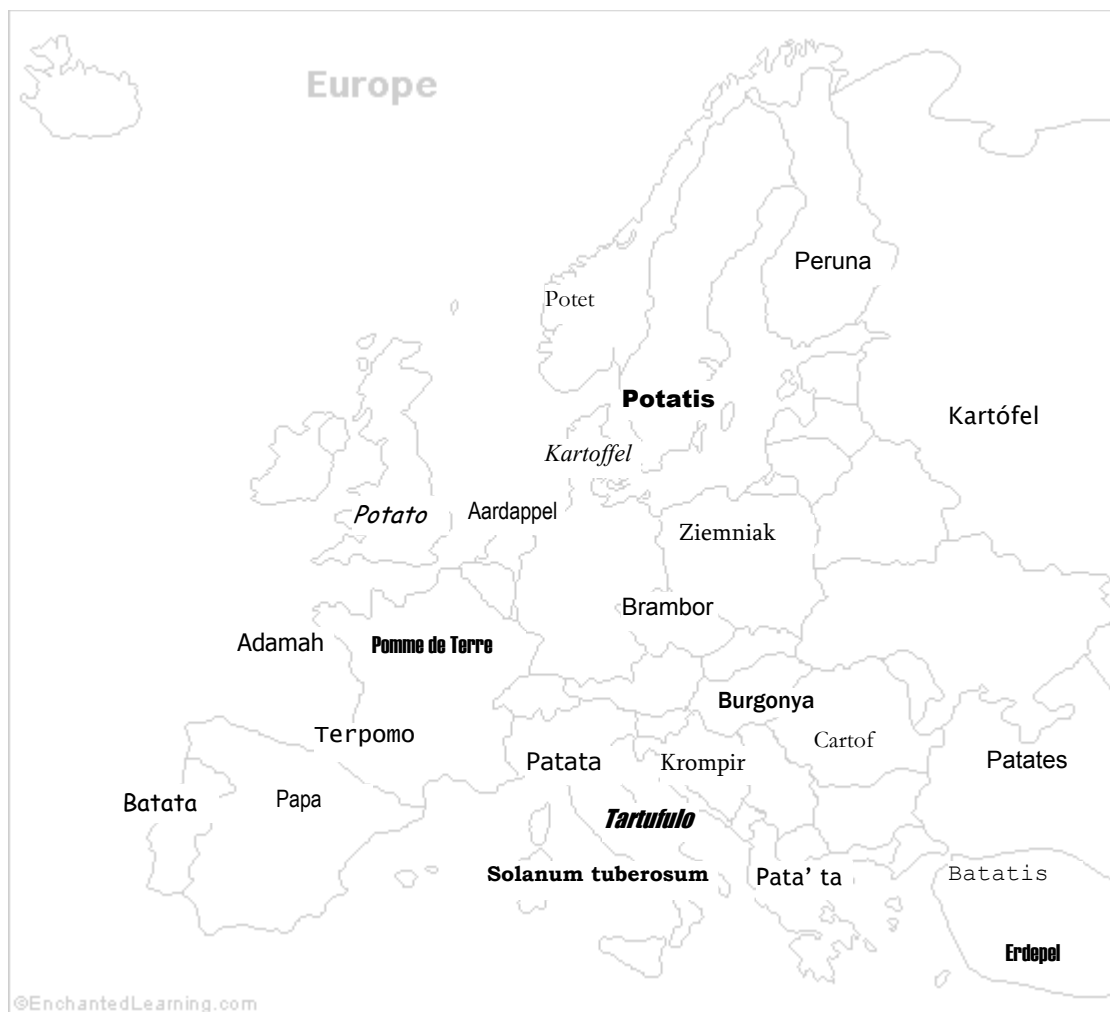 Europe
Peruna
Potet
Potatis
Kartófel
Kartoffel
Potato
Aardappel
Ziemniak
Brambor
Adamah
Pomme de Terre
Burgonya
Terpomo
Cartof
Patata
Krompir
Patates
Batata
Papa
Tartufulo
Solanum tuberosum
Pata' ta
Batatis
Erdepel
©EnchantedLearning.com